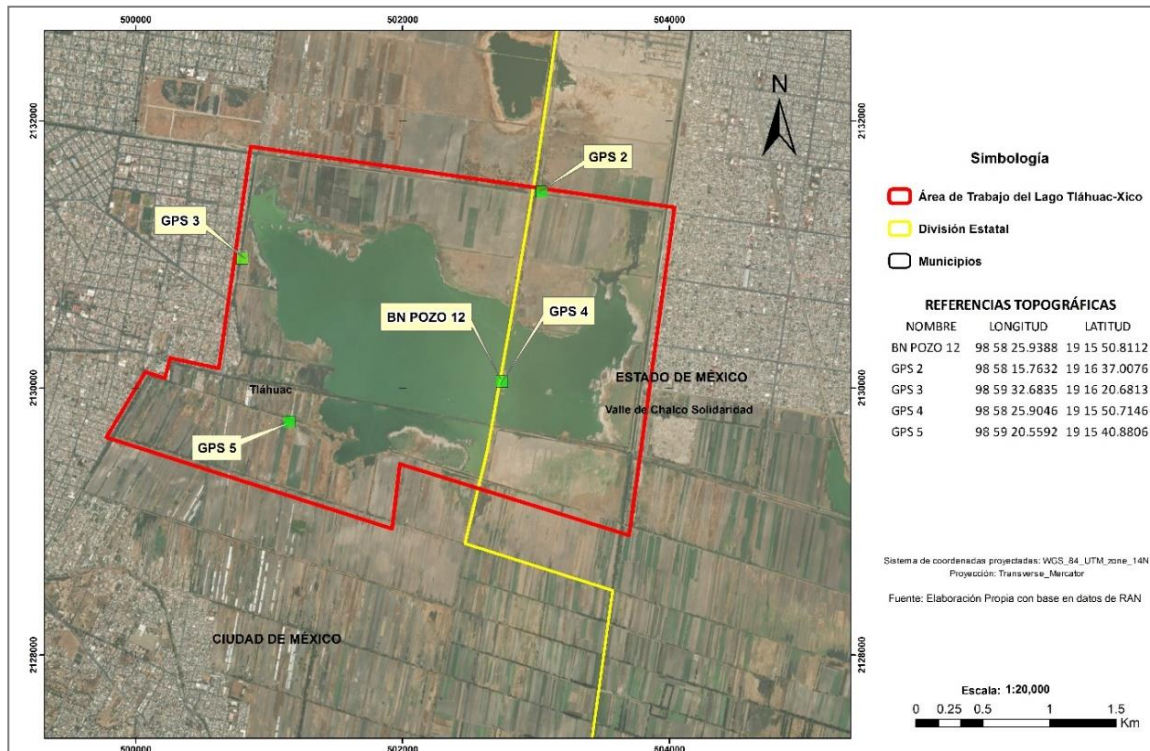 500000 502000 504000
2132000 2132000
2130000 2130000
2128000 2128000
N
GPS 2
GPS 3
BN POZO 12
GPS 4
GPS 5
Tláhuac
ESTADO DE MÉXICO
Valle de Chalco Solidaridad
CIUDAD DE MÉXICO
500000 502000 504000
Simbología
Área de Trabajo del Lago Tláhuac-Xico
División Estatal
Municipios
REFERENCIAS TOPOGRÁFICAS
NOMBRE LONGITUD LATITUD
BN POZO 12 98 58 25.9388 19 15 50.8112
GPS 2 98 58 15.7632 19 16 37.0076
GPS 3 98 59 32.6835 19 16 20.6813
GPS 4 98 58 25.9046 19 15 50.7146
GPS 5 98 59 20.5592 19 15 40.8806
Sistema de coordenadas proyectadas: WGS_84_UTM_zone_14N
Proyección: Transverse_Mercator
Fuente: Elaboración Propia con base en datos de RAN
Escala: 1:20,000
0 0.25 0.5 1 1.5
Km